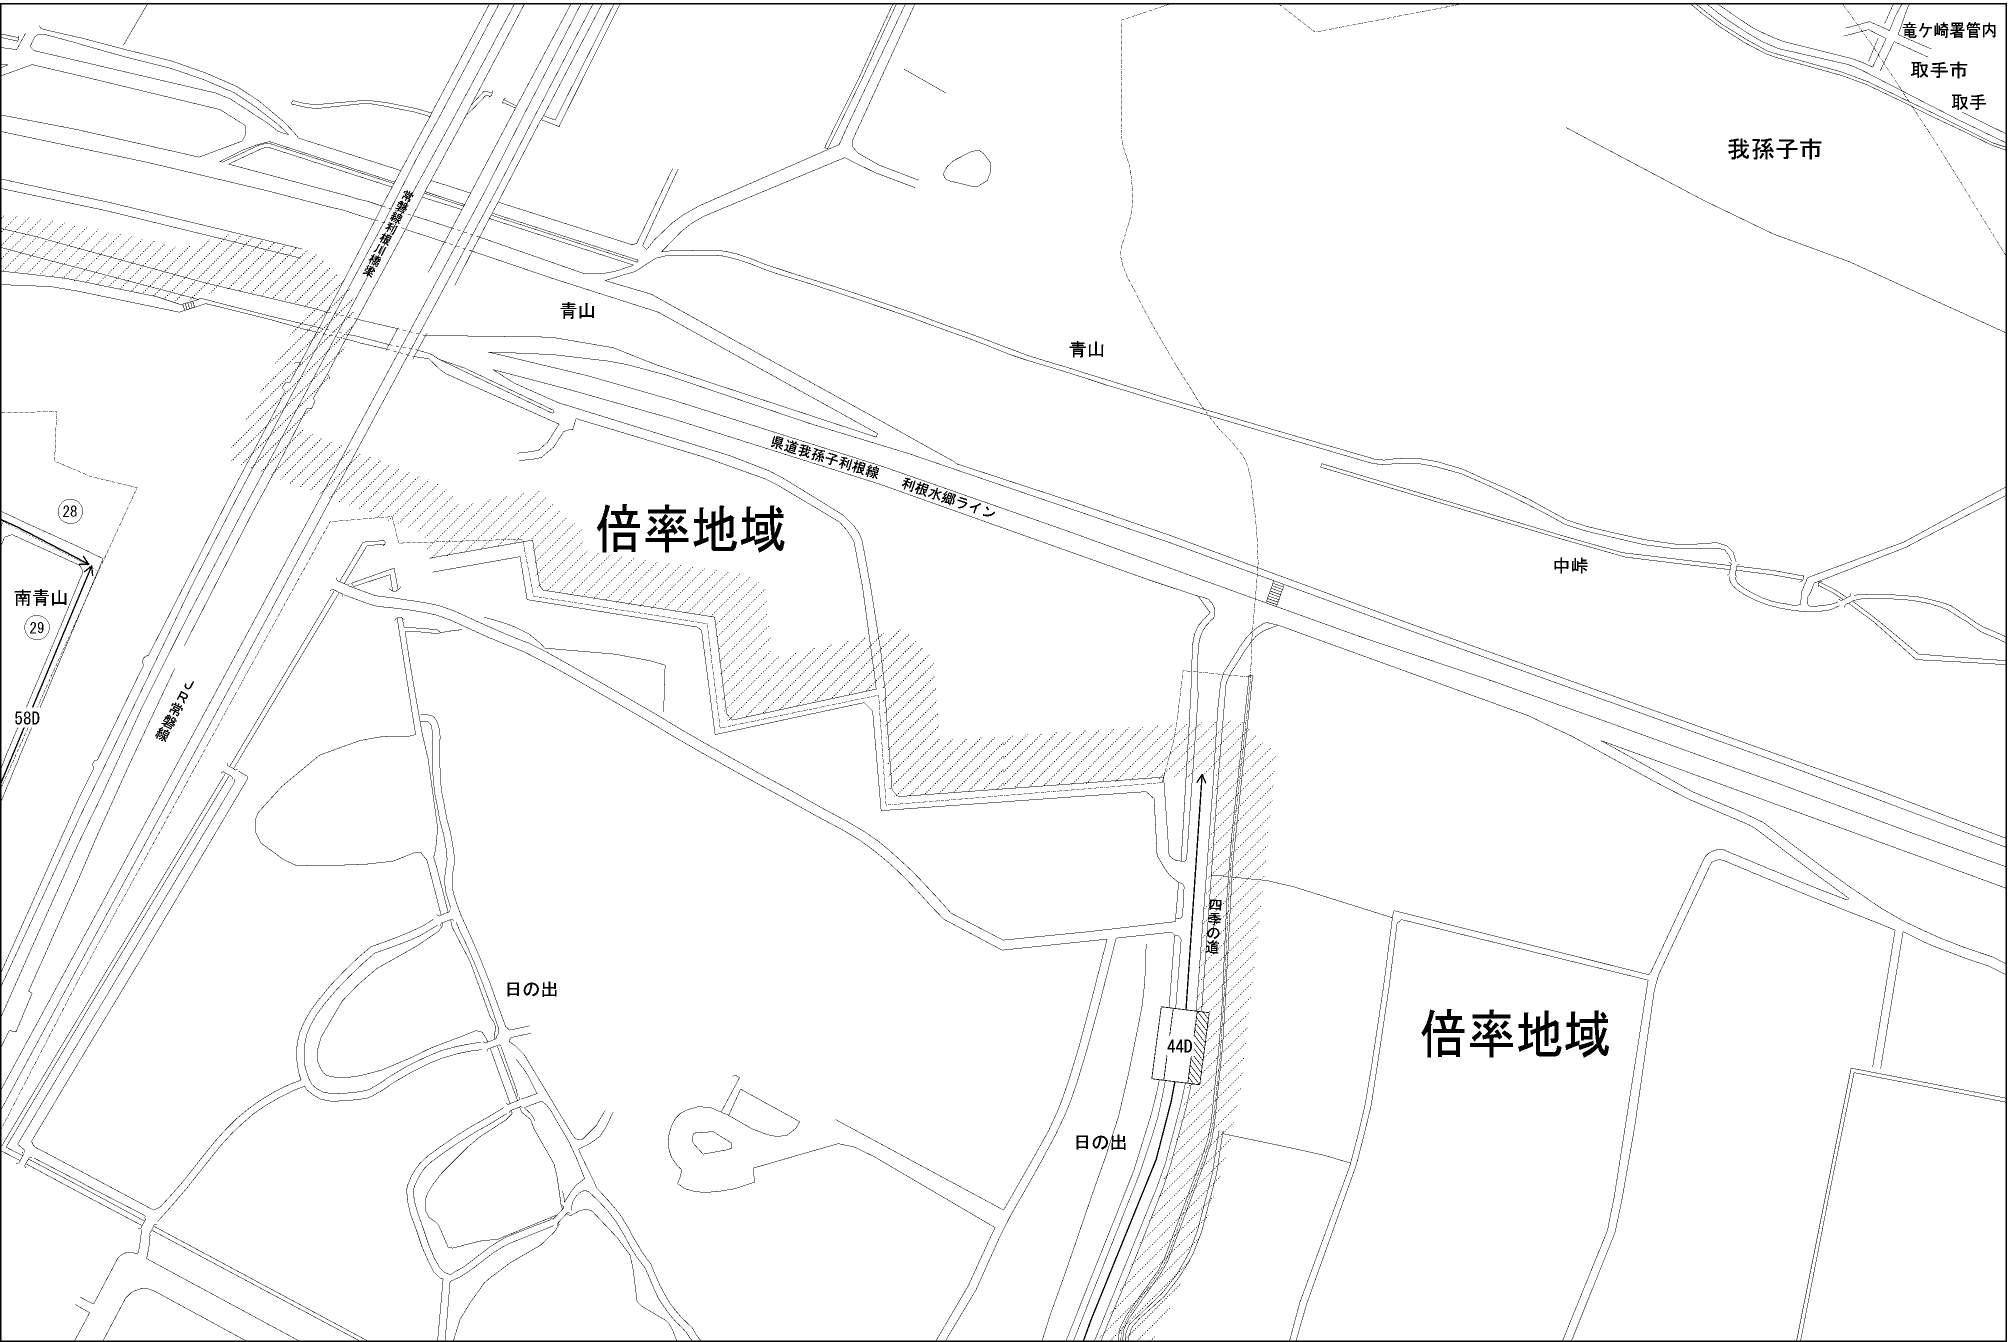 竜ケ崎署管内
取手市
取手
我孫子市
常磐線利根川橋梁
青山
青山
県道我孫子利根線 利根水郷ライン
28
倍率地域
中峠
南青山
29
58D
JR常磐線
四季の道
日の出
倍率地域
44D
日の出